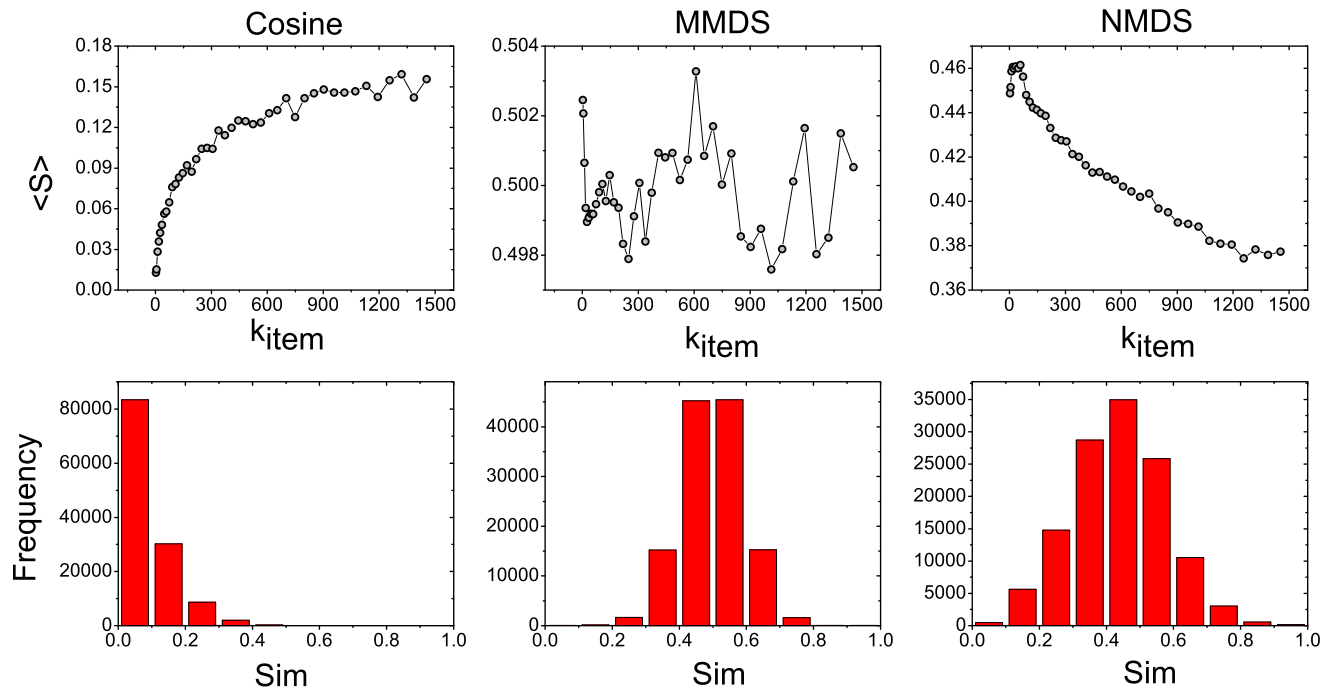 Cosine
MMDS
NMDS
0.18
0.15
0.12
0.09
0.06
0.03
0.00
<S>
0 300 600 900 1200 1500
kitem
0.504
0.502
0.500
0.498
0 300 600 900 1200 1500
kitem
0.46
0.44
0.42
0.40
0.38
0.36
0 300 600 900 1200 1500
kitem
80000
60000
40000
20000
0
Frequency
0.0 0.2 0.4 0.6 0.8 1.0
Sim
40000
30000
20000
10000
0
0.0 0.2 0.4 0.6 0.8 1.0
Sim
35000
30000
25000
20000
15000
10000
5000
0
0.0 0.2 0.4 0.6 0.8 1.0
Sim